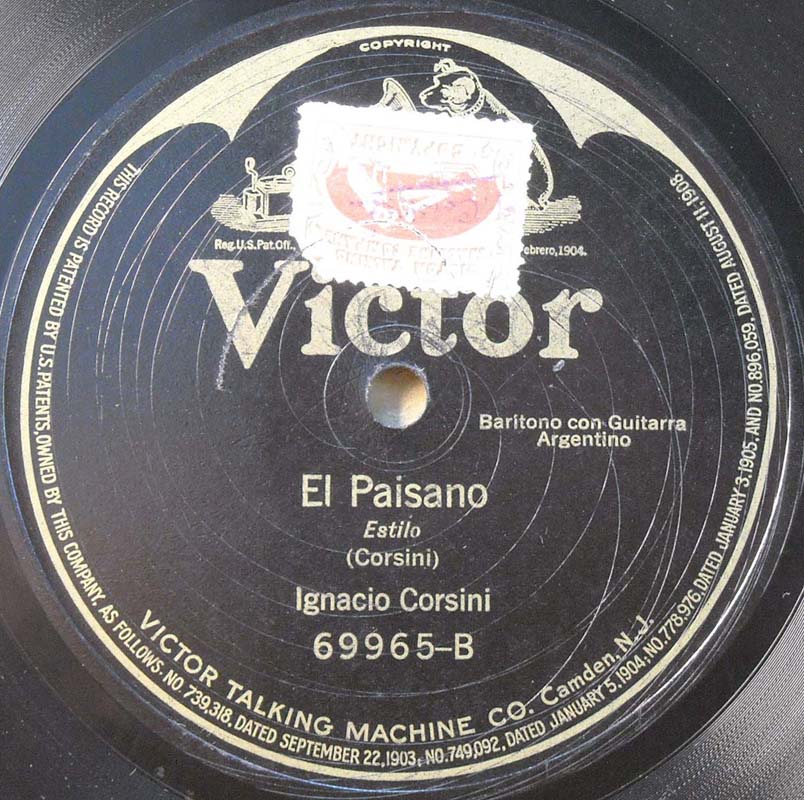 COPYRIGHT
Reg.U.S.Pat.Off.
ebrero,1904.
Victor
Baritono con Guitarra
Argentino
El Paisano
Estilo
(Corsini)
Ignacio Corsini
69965-B
VICTOR TALKING MACHINE CO. Camden, N.J.
THIS RECORD IS PATENTED BY U.S. PATENTS, OWNED BY THIS COMPANY, AS FOLLOWS: NO. 739,318, DATED SEPTEMBER 22,1903; NO.749,092, DATED JANUARY 5,1904; NO.778,976, DATED JANUARY 3,1905. AND NO.896,059, DATED AUGUST 11,1908.